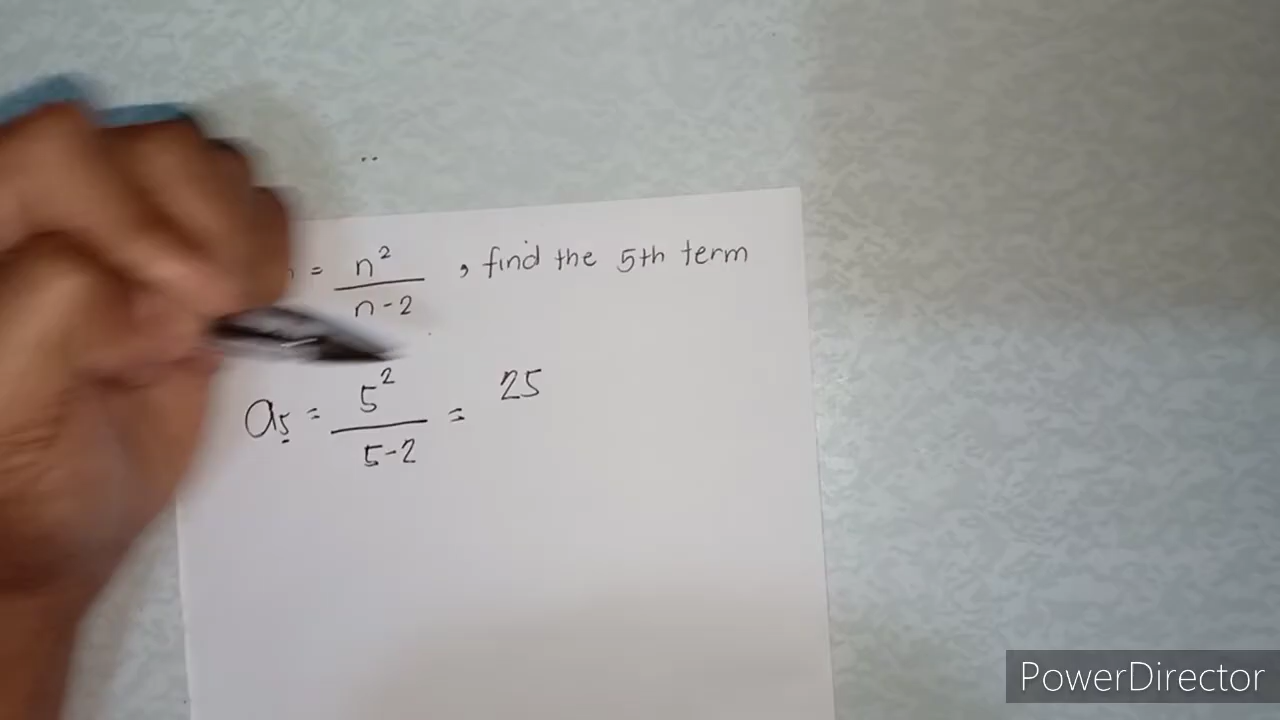 n = n² / n-2 , find the 5th term
a₅ = 5² / 5-2 = 25
PowerDirector